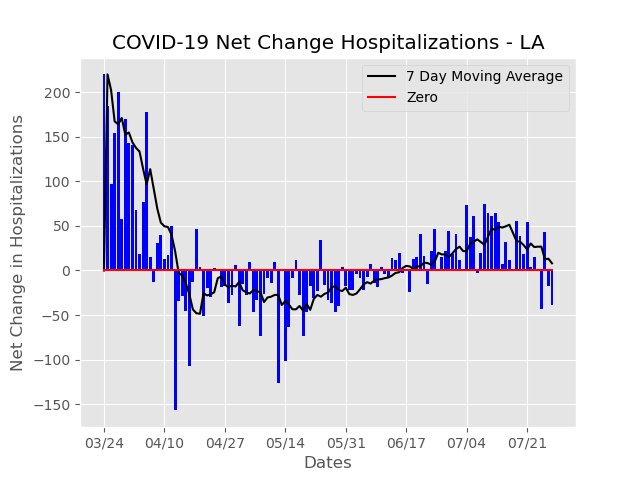 COVID-19 Net Change Hospitalizations - LA
7 Day Moving Average
Zero
Net Change in Hospitalizations
200
150
100
50
0
−50
−100
−150
03/24 04/10 04/27 05/14 05/31 06/17 07/04 07/21
Dates